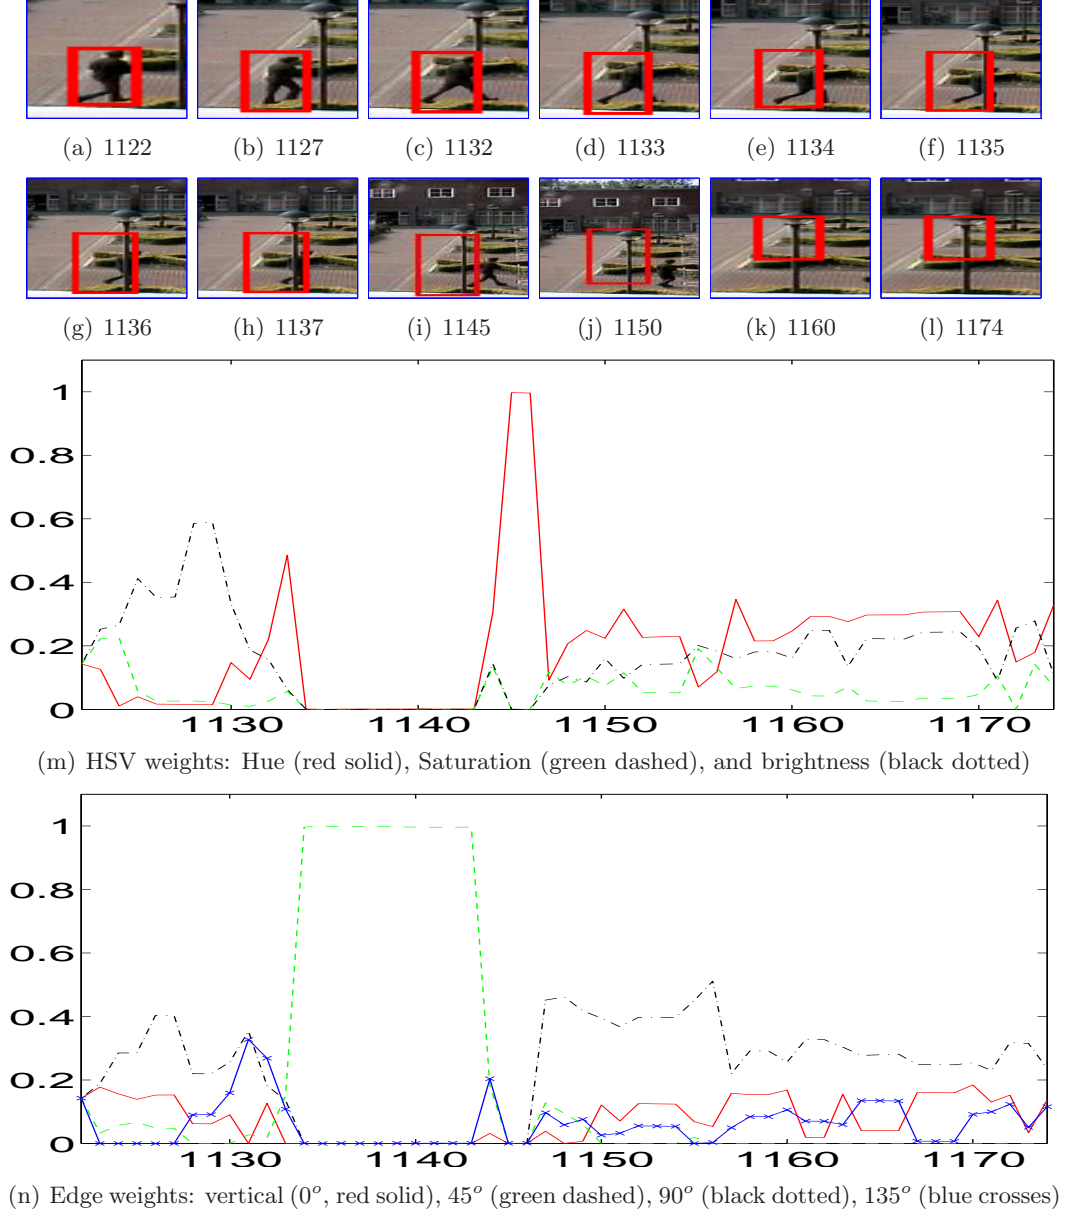 (a) 1122 (b) 1127 (c) 1132 (d) 1133 (e) 1134 (f) 1135
(g) 1136 (h) 1137 (i) 1145 (j) 1150 (k) 1160 (l) 1174
1
0.8
0.6
0.4
0.2
0
1130 1140 1150 1160 1170
(m) HSV weights: Hue (red solid), Saturation (green dashed), and brightness (black dotted)
1
0.8
0.6
0.4
0.2
0
1130 1140 1150 1160 1170
(n) Edge weights: vertical (0°, red solid), 45° (green dashed), 90° (black dotted), 135° (blue crosses)